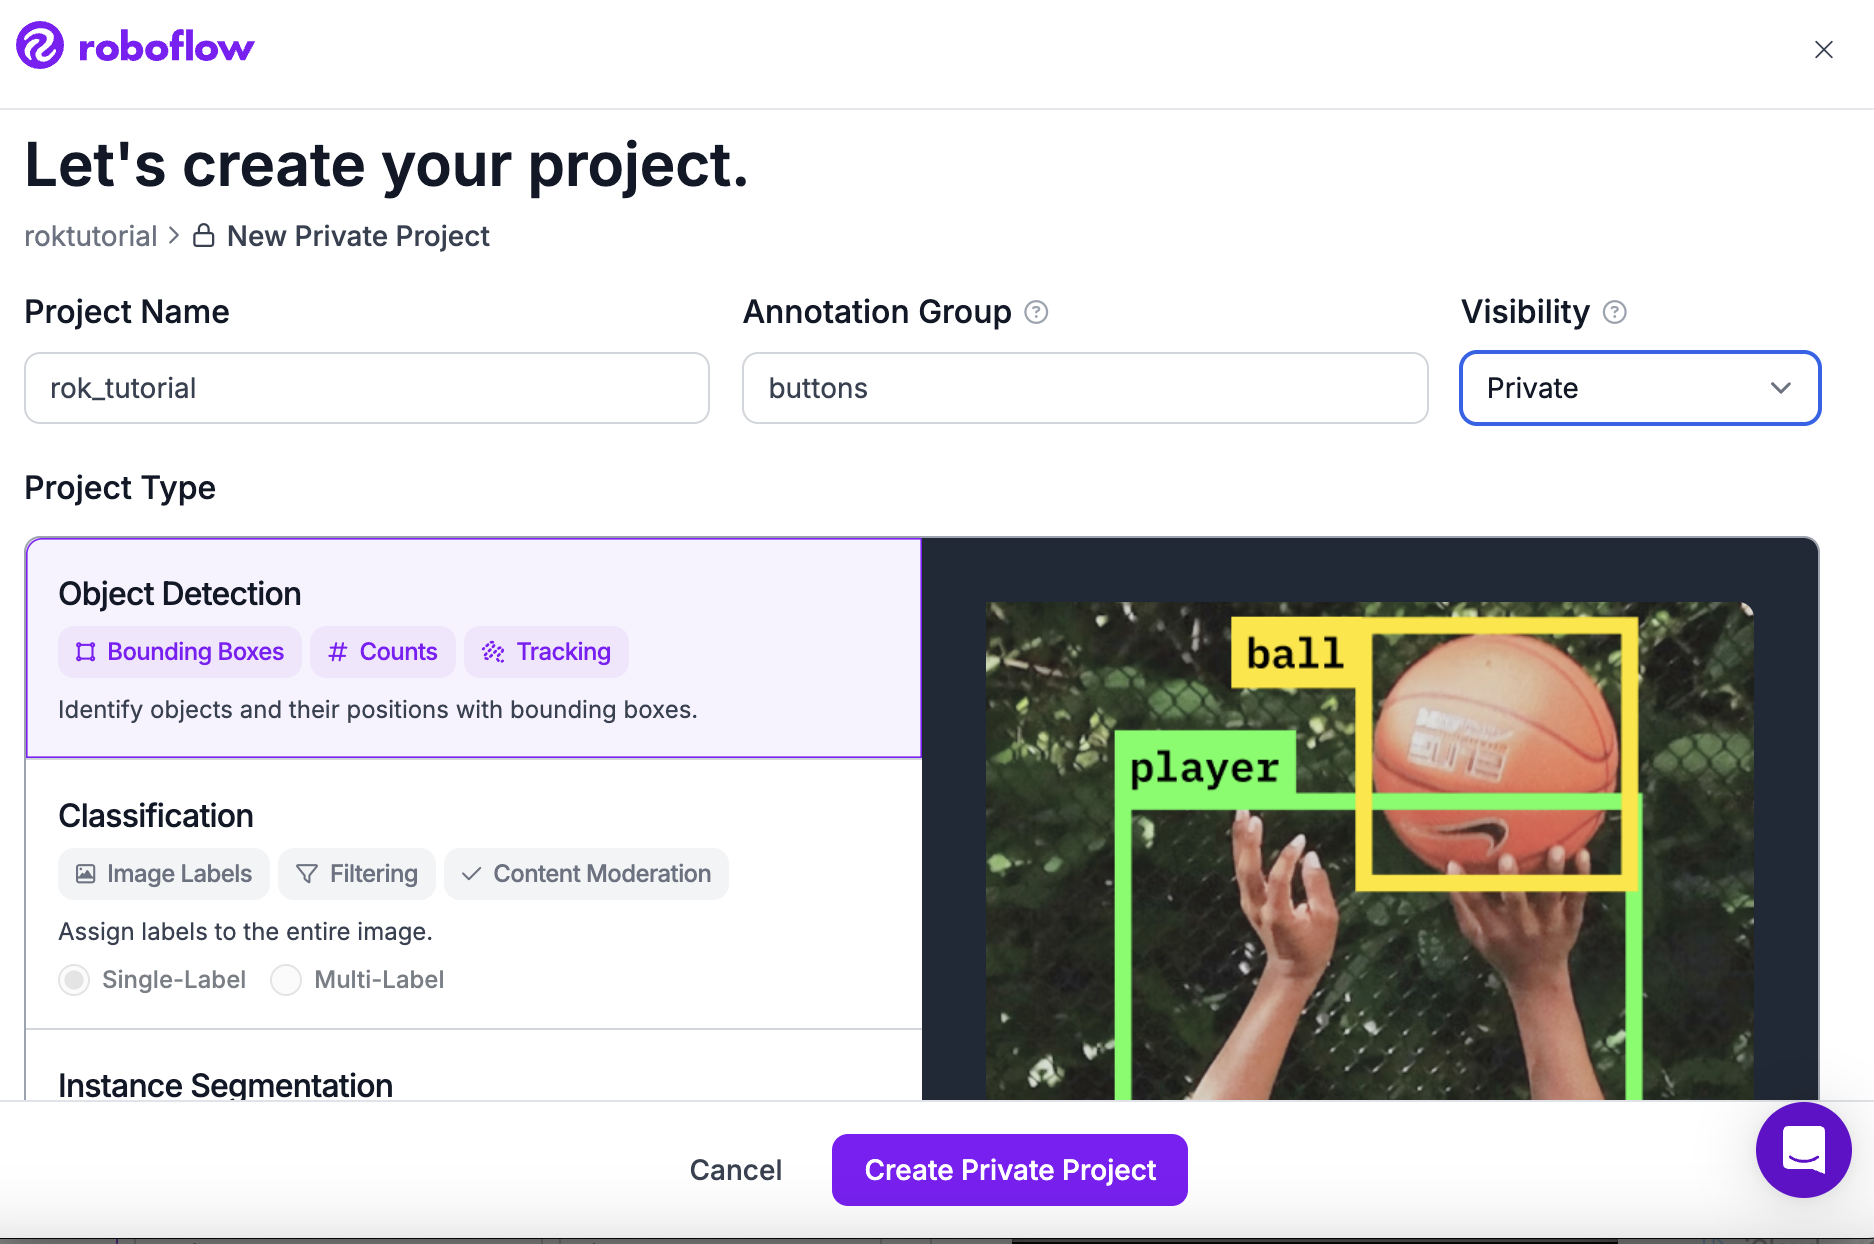 roboflow
Let's create your project.
roktutorial > New Private Project
Project Name
Annotation Group ?
Visibility ?
rok_tutorial
buttons
Private
Project Type
Object Detection
Bounding Boxes
# Counts
Tracking
Identify objects and their positions with bounding boxes.
Classification
Image Labels
Filtering
Content Moderation
Assign labels to the entire image.
Single-Label
Multi-Label
Instance Segmentation
ball
player
Cancel
Create Private Project